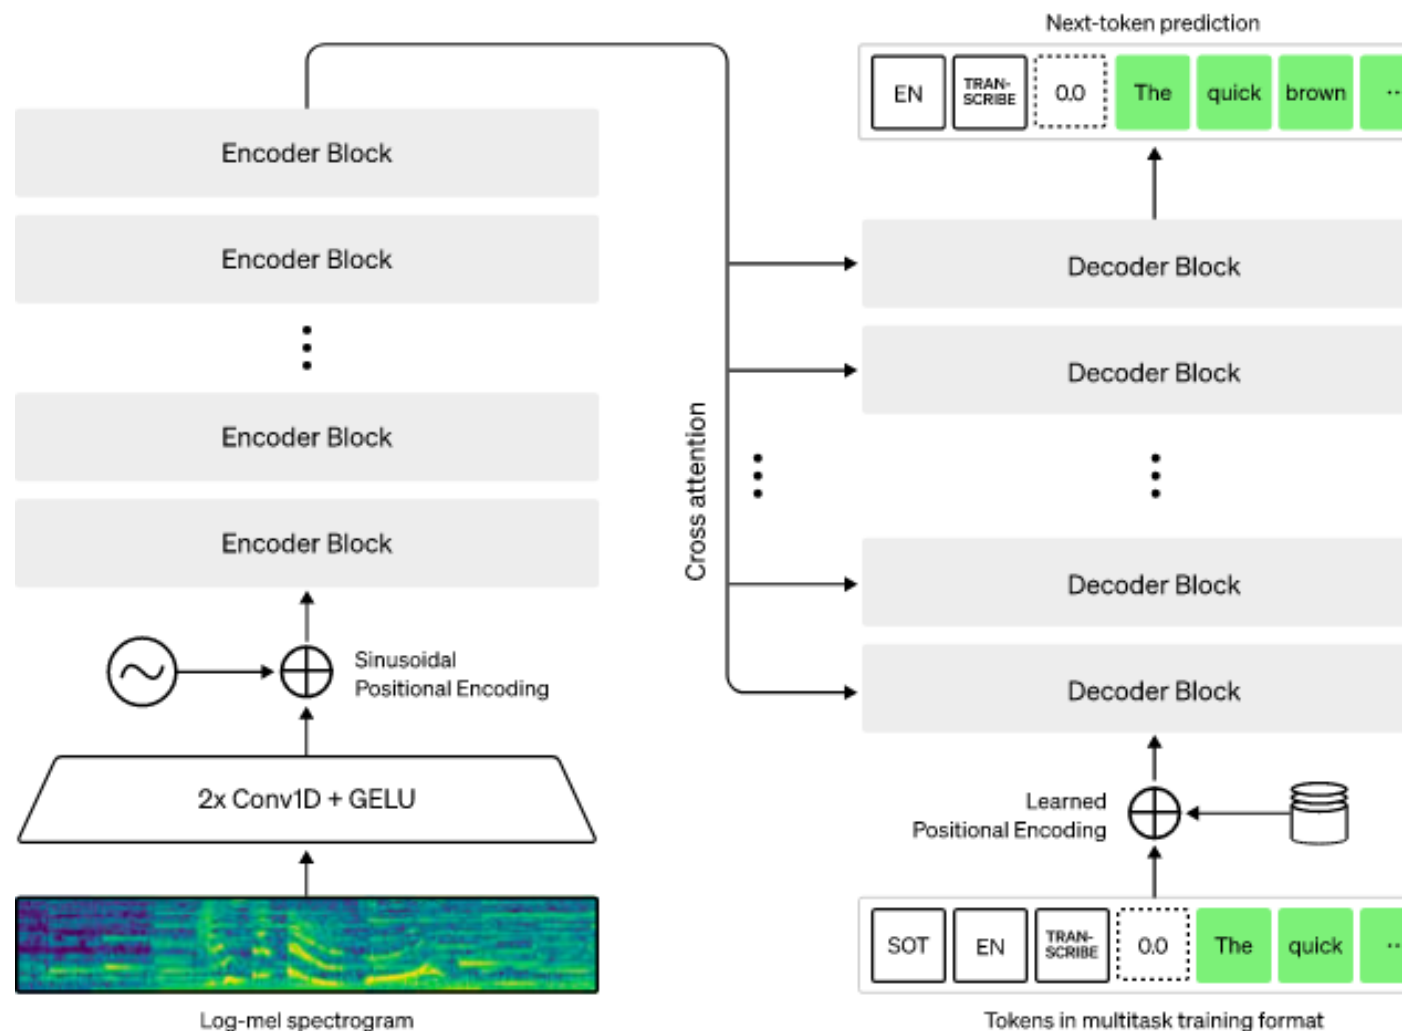 Next-token prediction
EN
TRAN-
SCRIBE
0.0
The
quick
brown
...
Encoder Block
Encoder Block
Encoder Block
Encoder Block
Cross attention
Decoder Block
Decoder Block
Decoder Block
Decoder Block
Sinusoidal
Positional Encoding
2x Conv1D + GELU
Log-mel spectrogram
Learned
Positional Encoding
SOT
EN
TRAN-
SCRIBE
0.0
The
quick
...
Tokens in multitask training format